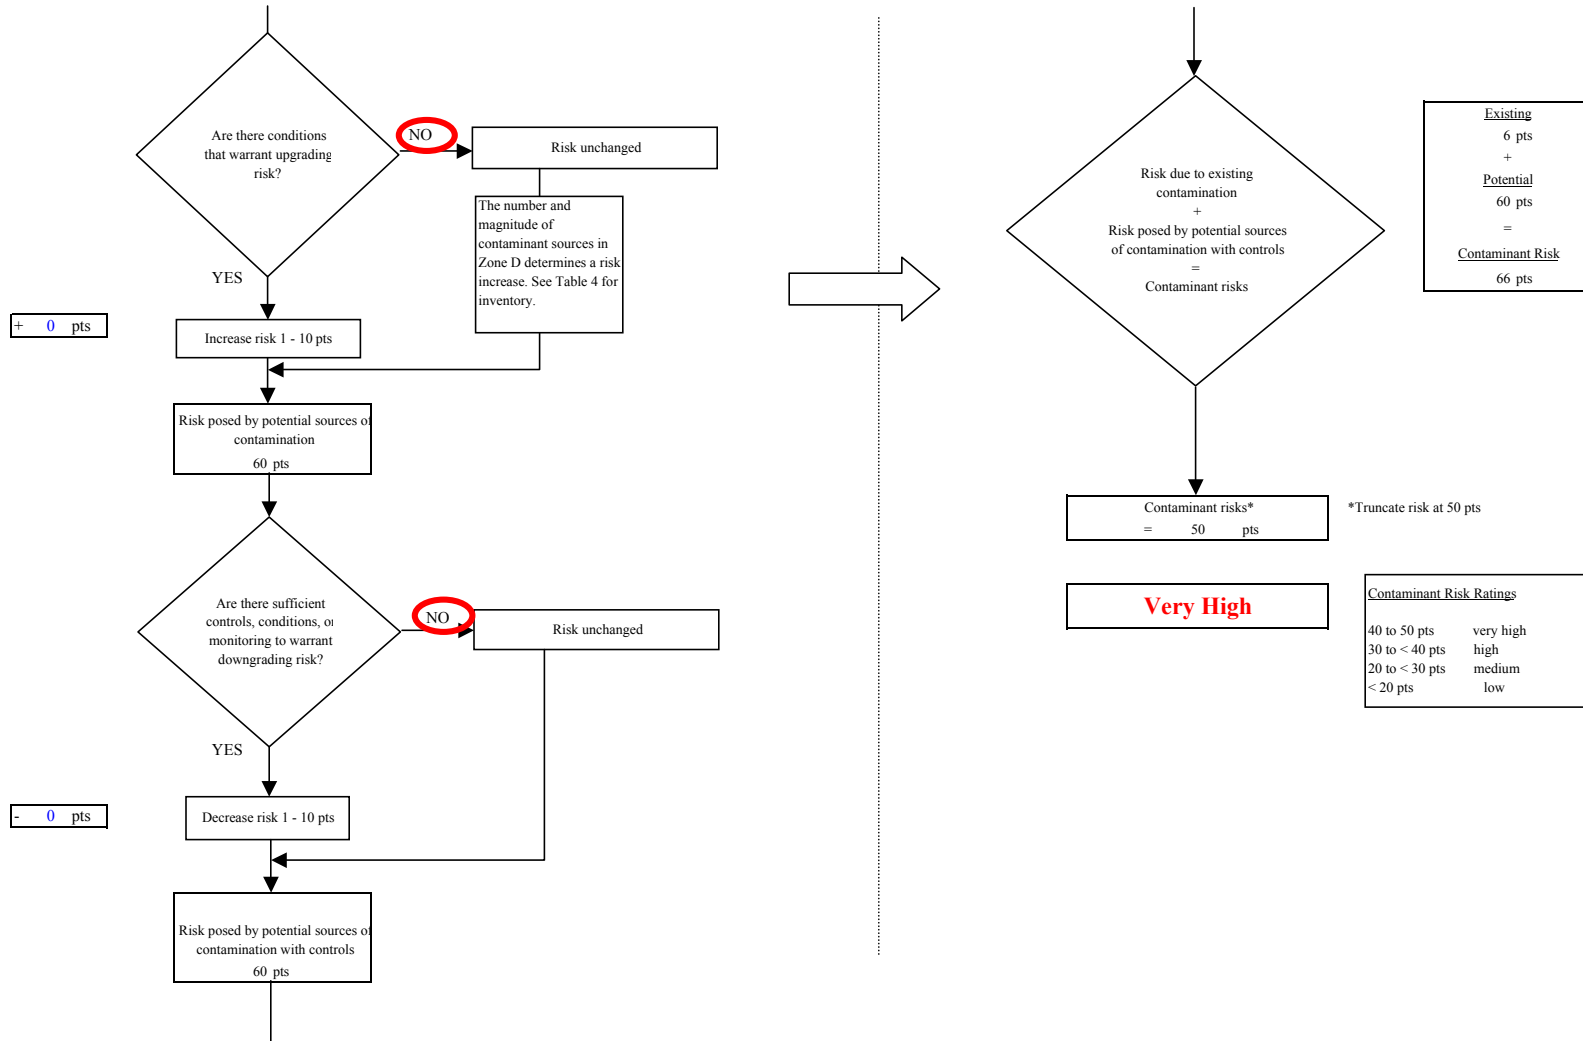 Are there conditions
that warrant upgrading
risk?
NO
Risk unchanged
The number and
magnitude of
contaminant sources in
Zone D determines a risk
increase. See Table 4 for
inventory.
YES
+ 0 pts
Increase risk 1 - 10 pts
Risk posed by potential sources of
contamination
60 pts
Are there sufficient
controls, conditions, or
monitoring to warrant
downgrading risk?
NO
Risk unchanged
YES
- 0 pts
Decrease risk 1 - 10 pts
Risk posed by potential sources of
contamination with controls
60 pts
Risk due to existing
contamination
+
Risk posed by potential sources
of contamination with controls
=
Contaminant risks
Existing
6 pts
+
Potential
60 pts
=
Contaminant Risk
66 pts
Contaminant risks*
= 50 pts
*Truncate risk at 50 pts
Very High
Contaminant Risk Ratings
40 to 50 pts very high
30 to < 40 pts high
20 to < 30 pts medium
< 20 pts low